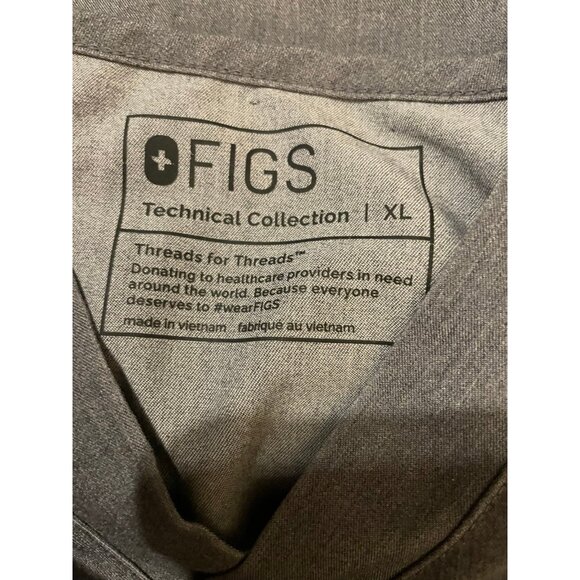 FIGS
Technical Collection | XL
Threads for Threads™
Donating to healthcare providers in need
around the world. Because everyone
deserves to #wearFIGS
made in vietnam fabriqué au vietnam